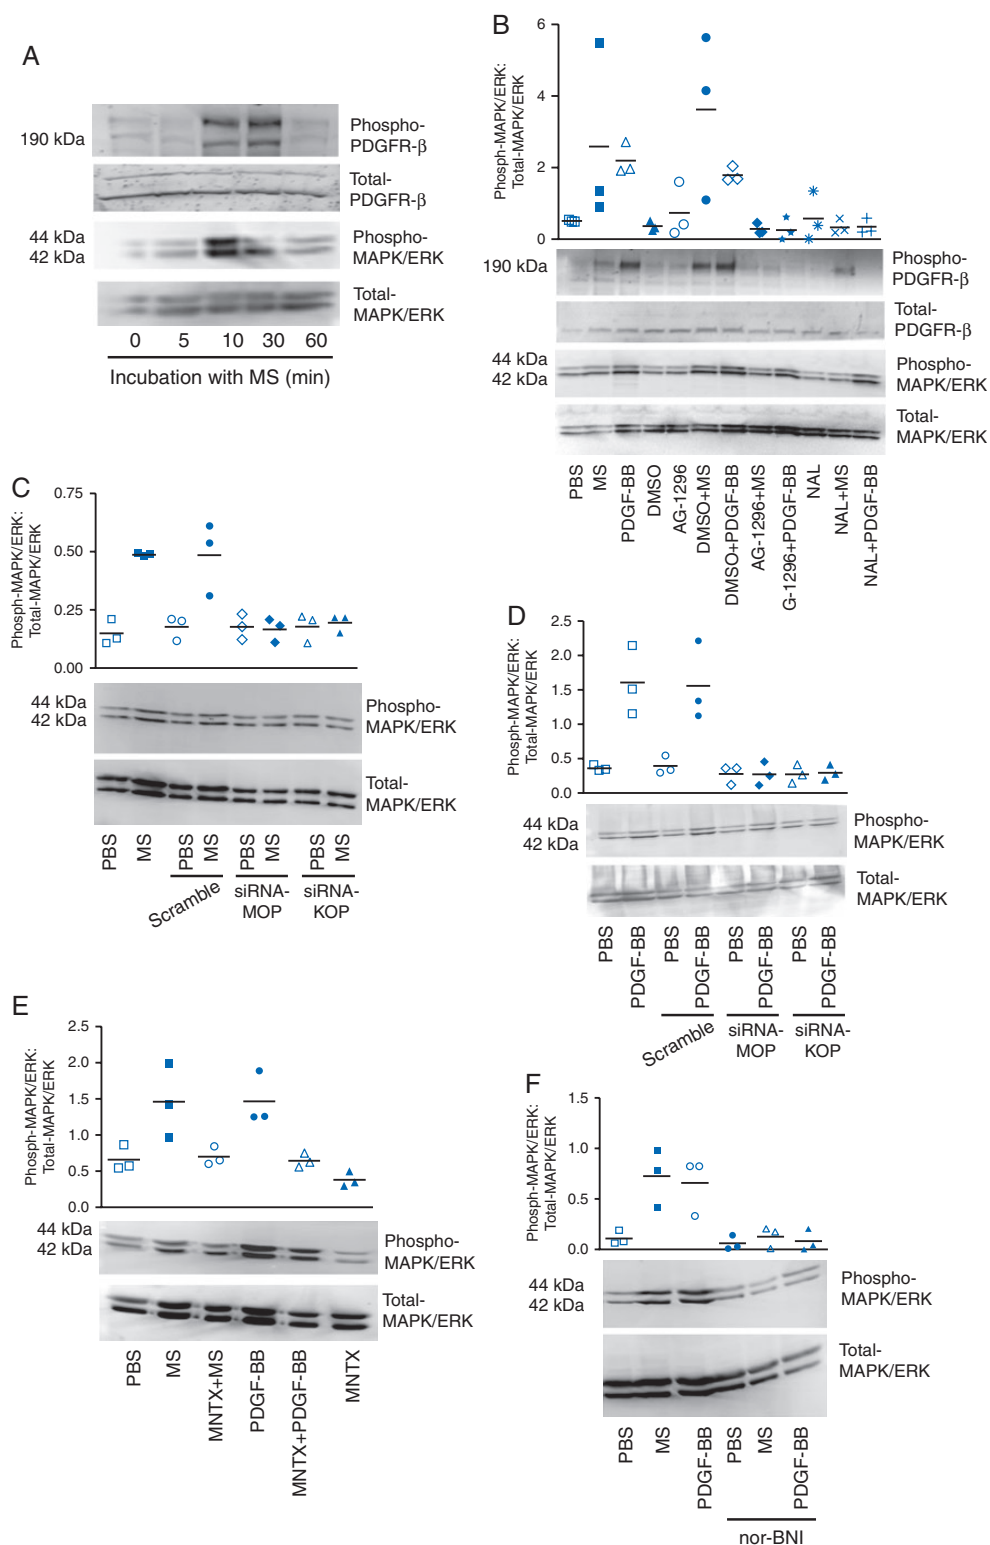 A
190 kDa
Phospho-
PDGFR-β
Total-
PDGFR-β
44 kDa
42 kDa
Phospho-
MAPK/ERK
Total-
MAPK/ERK
0 5 10 30 60
Incubation with MS (min)
B
Phosph-MAPK/ERK:
Total-MAPK/ERK
6
4
2
0
190 kDa
Phospho-
PDGFR-β
Total-
PDGFR-β
44 kDa
42 kDa
Phospho-
MAPK/ERK
Total-
MAPK/ERK
PBS
MS
PDGF-BB
DMSO
AG-1296
DMSO+MS
DMSO+PDGF-BB
AG-1296+MS
G-1296+PDGF-BB
NAL
NAL+MS
NAL+PDGF-BB
C
Phosph-MAPK/ERK:
Total-MAPK/ERK
0.75
0.50
0.25
0.00
44 kDa
42 kDa
Phospho-
MAPK/ERK
Total-
MAPK/ERK
PBS
MS
PBS
MS
PBS
MS
PBS
MS
Scramble
siRNA-
MOP
siRNA-
KOP
D
Phosph-MAPK/ERK:
Total-MAPK/ERK
2.5
2.0
1.5
1.0
0.5
0.0
44 kDa
42 kDa
Phospho-
MAPK/ERK
Total-
MAPK/ERK
PBS
PDGF-BB
PBS
PDGF-BB
PBS
PDGF-BB
PBS
PDGF-BB
Scramble
siRNA-
MOP
siRNA-
KOP
E
Phosph-MAPK/ERK:
Total-MAPK/ERK
2.5
2.0
1.5
1.0
0.5
0.0
44 kDa
42 kDa
Phospho-
MAPK/ERK
Total-
MAPK/ERK
PBS
MS
MNTX+MS
PDGF-BB
MNTX+PDGF-BB
MNTX
F
Phosph-MAPK/ERK:
Total-MAPK/ERK
1.5
1.0
0.5
0.0
44 kDa
42 kDa
Phospho-
MAPK/ERK
Total-
MAPK/ERK
PBS
MS
PDGF-BB
PBS
MS
PDGF-BB
nor-BNI